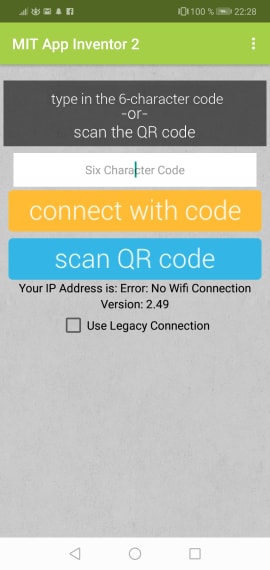 100 % 22:28
MIT App Inventor 2
type in the 6-character code
-or-
scan the QR code
Six Character Code
connect with code
scan QR code
Your IP Address is: Error: No Wifi Connection
Version: 2.49
Use Legacy Connection